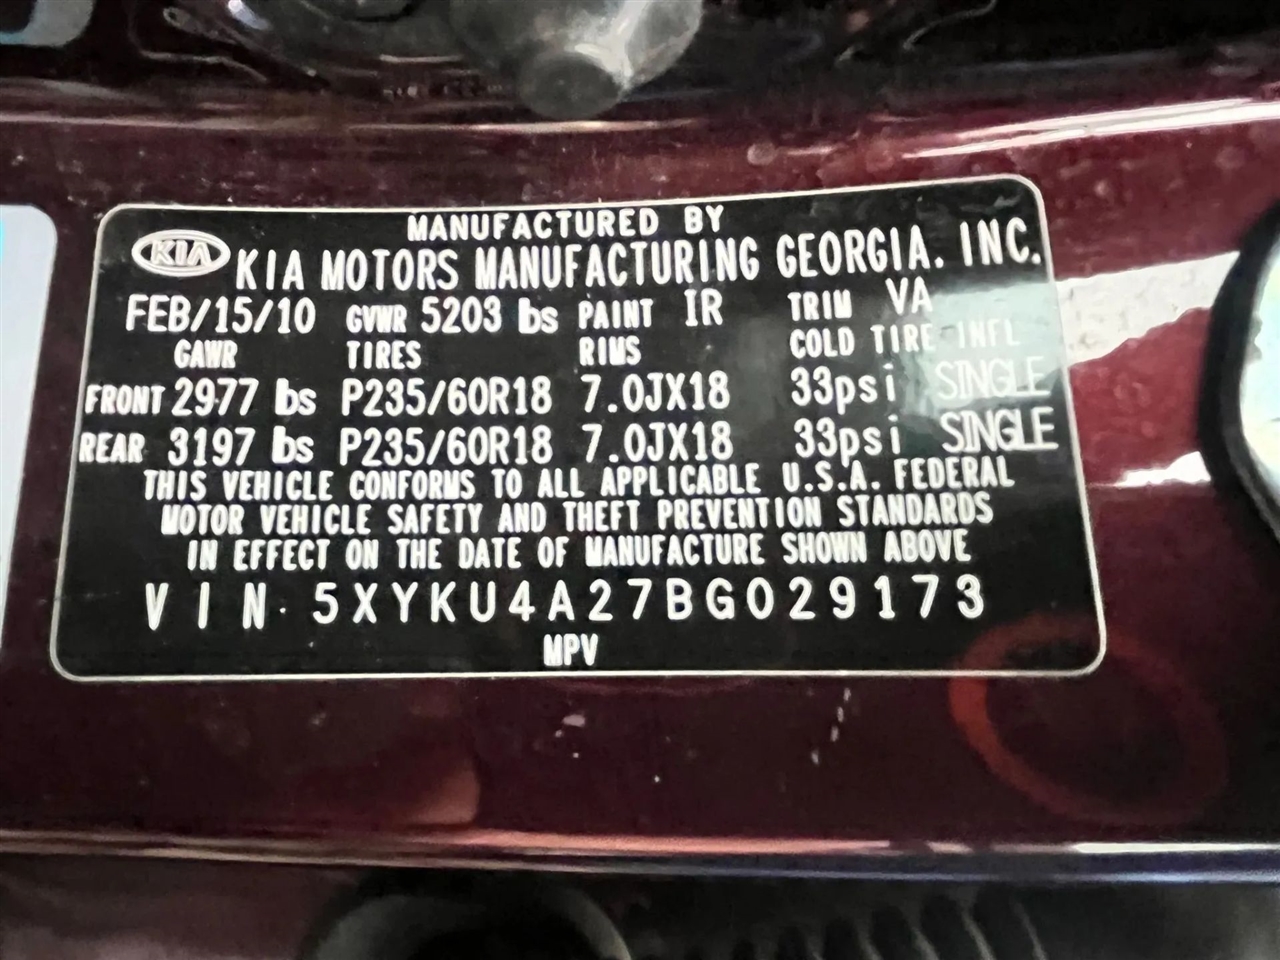 MANUFACTURED BY
KIA KIA MOTORS MANUFACTURING GEORGIA. INC.
FEB/15/10 GVWR 5203 lbs PAINT IR TRIM VA
GAWR TIRES RIMS COLD TIRE INFL
FRONT 2977 lbs P235/60R18 7.0JX18 33psi SINGLE
REAR 3197 lbs P235/60R18 7.0JX18 33psi SINGLE
THIS VEHICLE CONFORMS TO ALL APPLICABLE U.S.A. FEDERAL
MOTOR VEHICLE SAFETY AND THEFT PREVENTION STANDARDS
IN EFFECT ON THE DATE OF MANUFACTURE SHOWN ABOVE
VIN· 5XYKU4A27BG029173
MPV